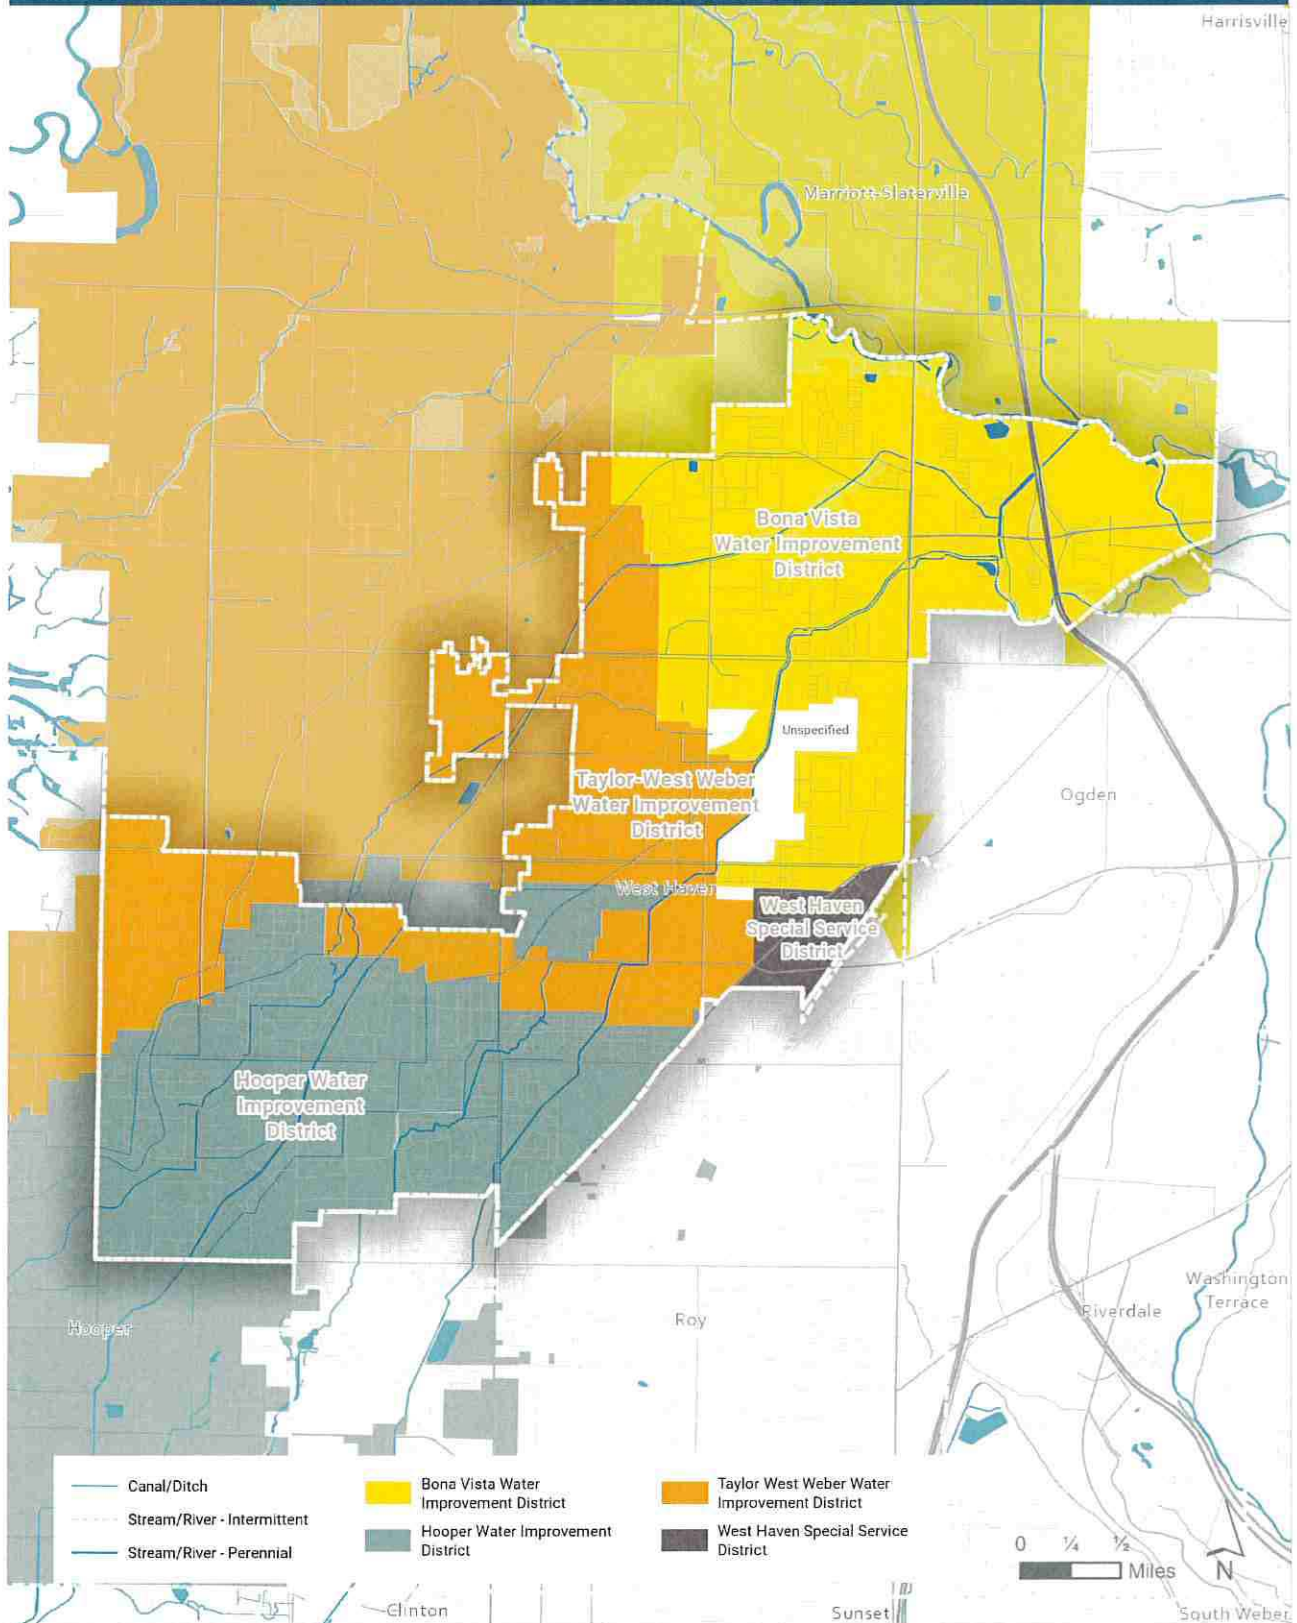 Harrisville
Marriott-Slaterville
Bona Vista
Water Improvement
District
Unspecified
Taylor-West Weber
Water Improvement
District
Ogden
West Haven
West Haven
Special Service
District
Hooper Water
Improvement
District
Hooper
Roy
Washington
Terrace
Riverdale
Canal/Ditch
Stream/River - Intermittent
Stream/River - Perennial
Bona Vista Water
Improvement District
Hooper Water Improvement
District
Taylor West Weber Water
Improvement District
West Haven Special Service
District
0 ¼ ½
Miles
N
Clinton
Sunset
South Weber